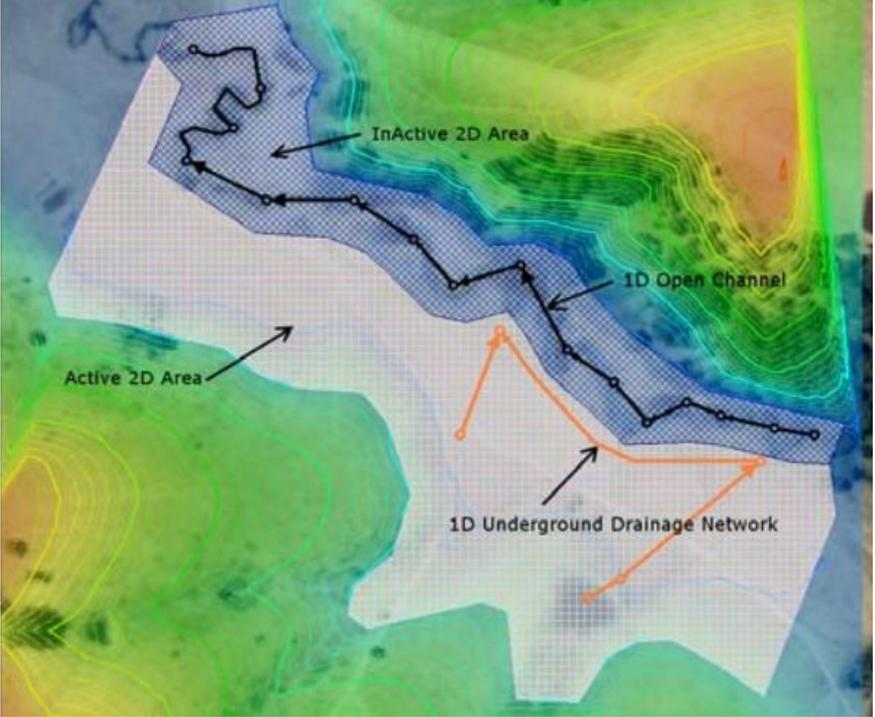 InActive 2D Area
1D Open Channel
Active 2D Area
1D Underground Drainage Network